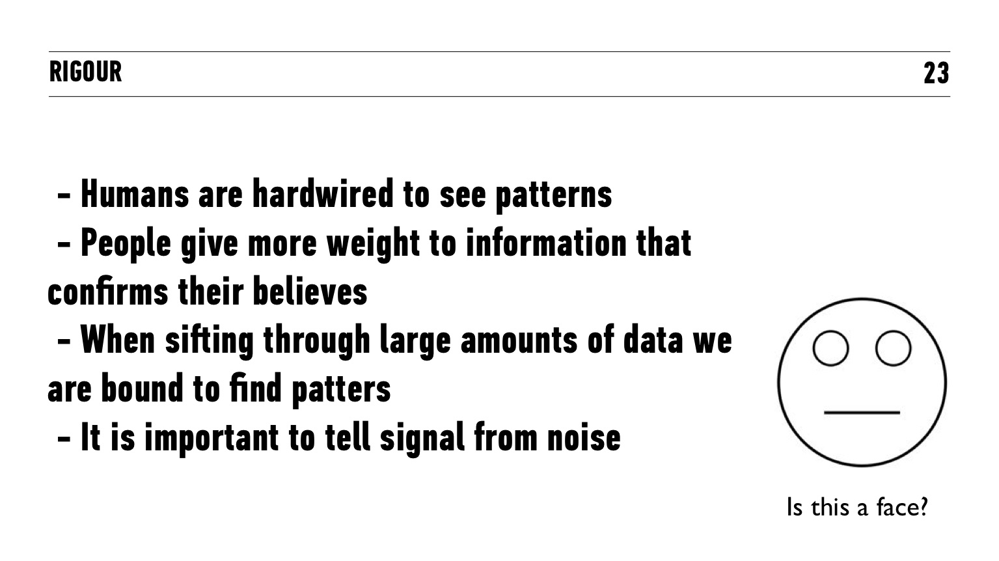 RIGOUR
23
– Humans are hardwired to see patterns
– People give more weight to information that
confirms their believes
– When sifting through large amounts of data we
are bound to find patters
– It is important to tell signal from noise
Is this a face?